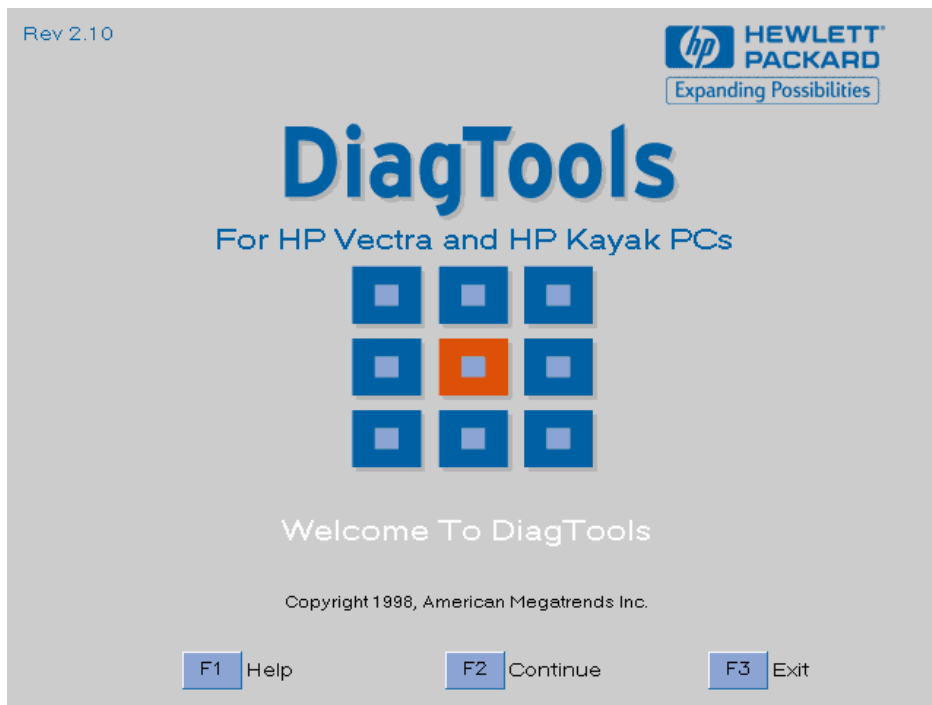 Rev 2.10
hp HEWLETT
PACKARD
Expanding Possibilities
DiagTools
For HP Vectra and HP Kayak PCs
Welcome To DiagTools
Copyright 1998, American Megatrends Inc.
F1 Help F2 Continue F3 Exit